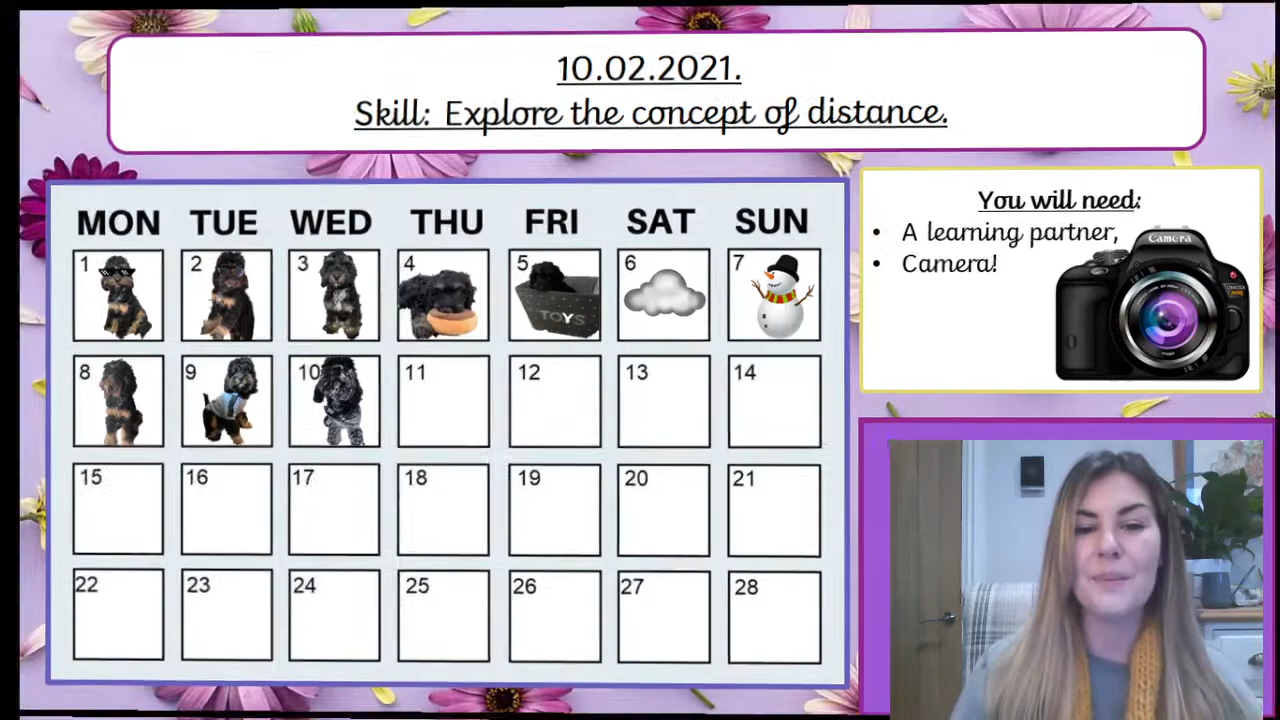 10.02.2021.
Skill: Explore the concept of distance.
MON TUE WED THU FRI SAT SUN
1 2 3 4 5 6 7
TOYS
8 9 10 11 12 13 14
15 16 17 18 19 20 21
22 23 24 25 26 27 28
You will need:
• A learning partner,
• Camera!
Camera